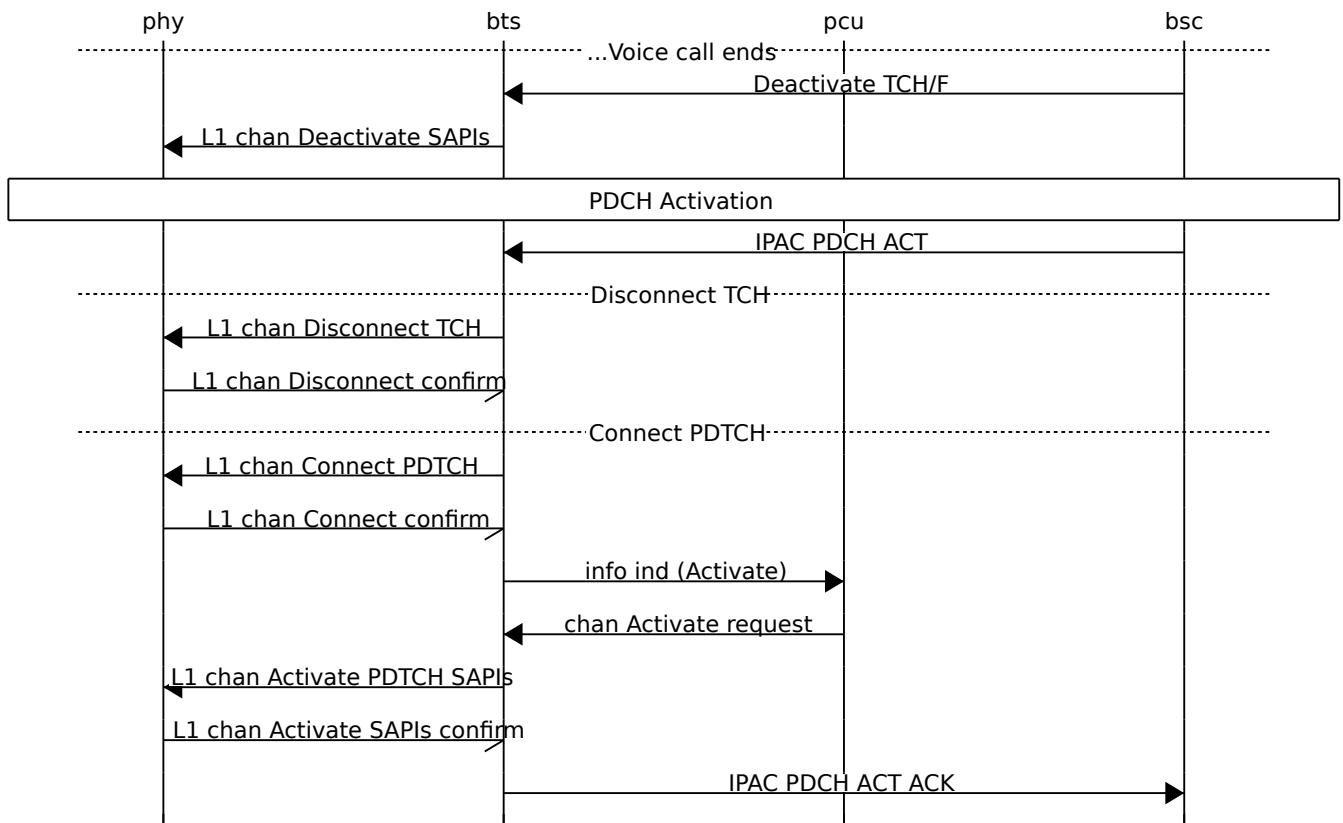 phy bts pcu bsc
...Voice call ends
Deactivate TCH/F
L1 chan Deactivate SAPIs
PDCH Activation
IPAC PDCH ACT
Disconnect TCH
L1 chan Disconnect TCH
L1 chan Disconnect confirm
Connect PDTCH
L1 chan Connect PDTCH
L1 chan Connect confirm
info ind (Activate)
chan Activate request
L1 chan Activate PDTCH SAPIs
L1 chan Activate SAPIs confirm
IPAC PDCH ACT ACK